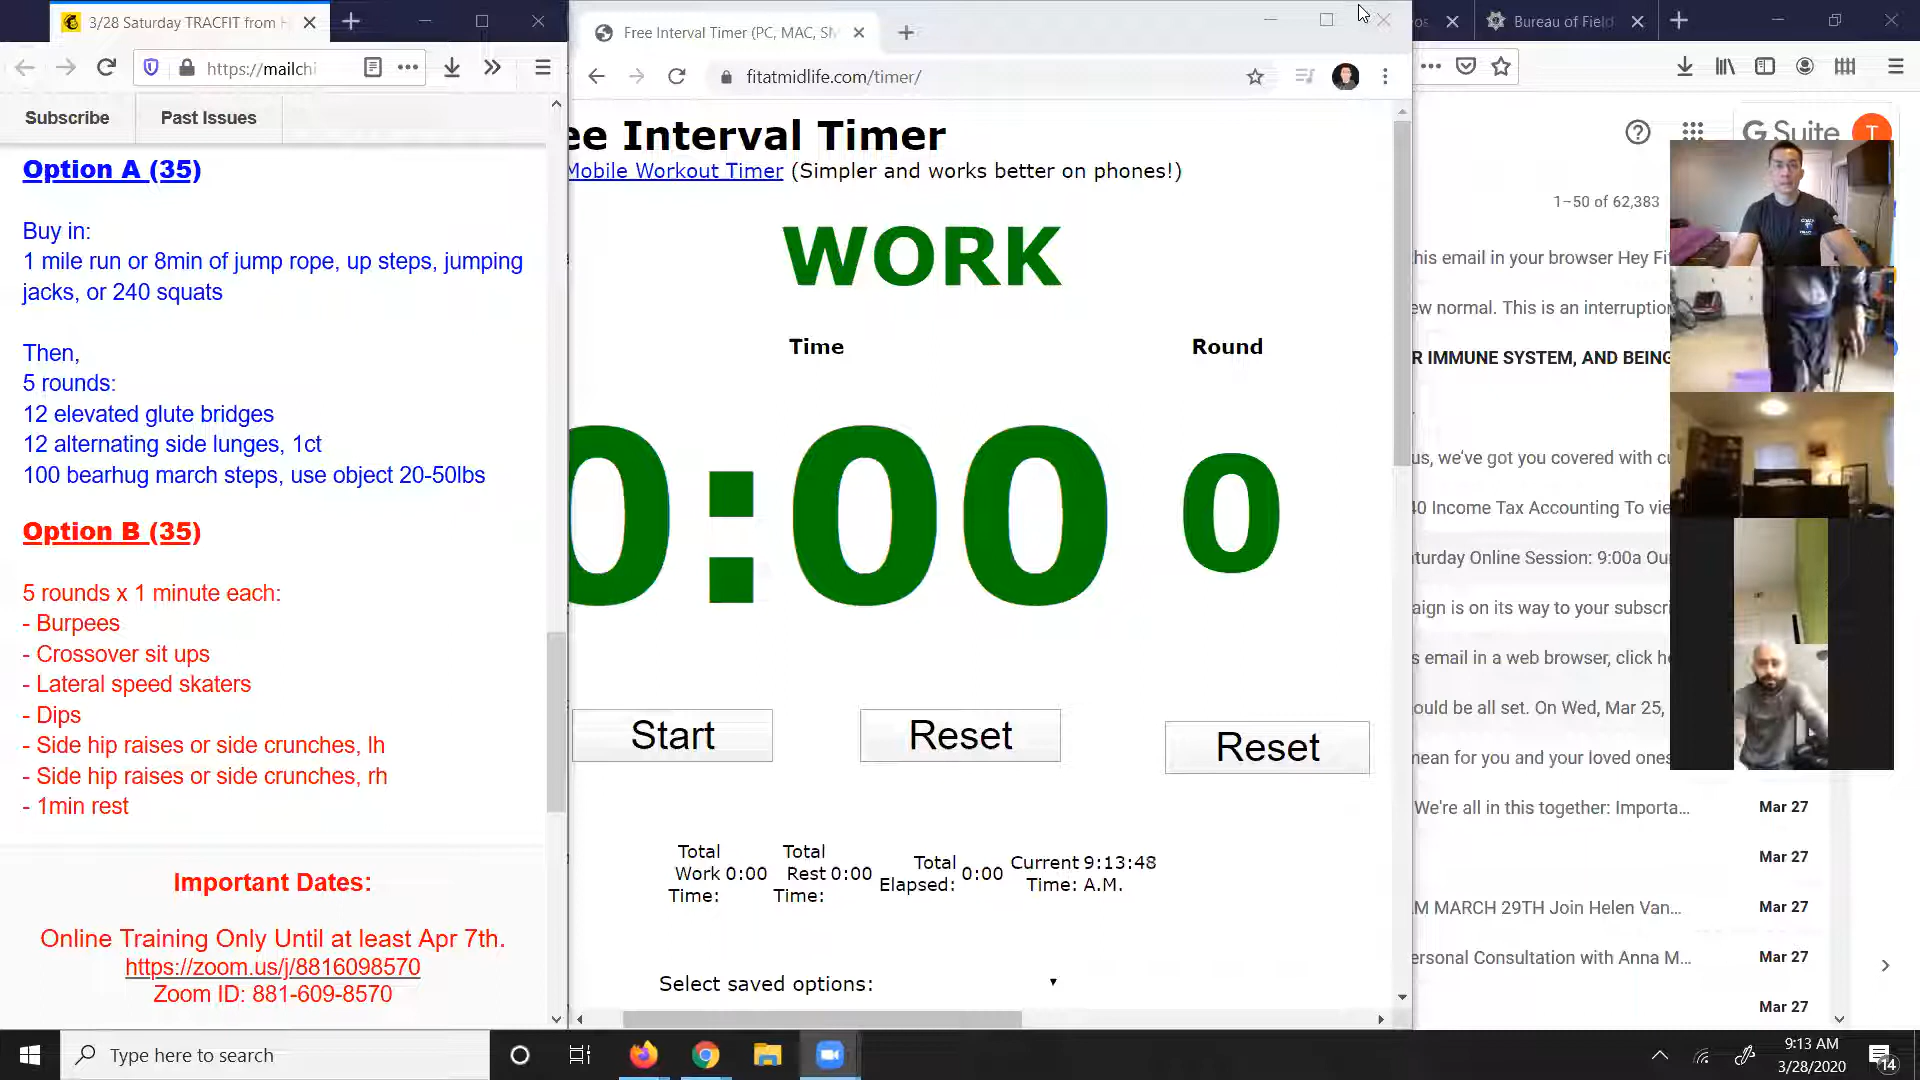 3/28 Saturday TRACFIT from H
https://mailchi
Subscribe
Past Issues
Option A (35)
Buy in:
1 mile run or 8min of jump rope, up steps, jumping
jacks, or 240 squats
Then,
5 rounds:
12 elevated glute bridges
12 alternating side lunges, 1ct
100 bearhug march steps, use object 20-50lbs
Option B (35)
5 rounds x 1 minute each:
- Burpees
- Crossover sit ups
- Lateral speed skaters
- Dips
- Side hip raises or side crunches, lh
- Side hip raises or side crunches, rh
- 1min rest
Important Dates:
Online Training Only Until at least Apr 7th.
https://zoom.us/j/8816098570
Zoom ID: 881-609-8570
Free Interval Timer (PC, MAC, SM
fitatmidlife.com/timer/
ee Interval Timer
Mobile Workout Timer (Simpler and works better on phones!)
WORK
Time
Round
0:00
0
Start
Reset
Reset
Total Work Time: 0:00
Total Rest Time: 0:00
Total Elapsed: 0:00
Current Time: 9:13:48 A.M.
Select saved options:
Bureau of Field
G Suite
T
1–50 of 62,383
his email in your browser Hey Fi
ew normal. This is an interruption
R IMMUNE SYSTEM, AND BEING
us, we've got you covered with cu
40 Income Tax Accounting To vie
aturday Online Session: 9:00a Ou
aign is on its way to your subscri
s email in a web browser, click he
ould be all set. On Wed, Mar 25,
mean for you and your loved ones
We're all in this together: Importa…
Mar 27
Mar 27
AM MARCH 29TH Join Helen Van…
Mar 27
ersonal Consultation with Anna M…
Mar 27
Mar 27
Type here to search
9:13 AM
3/28/2020
14